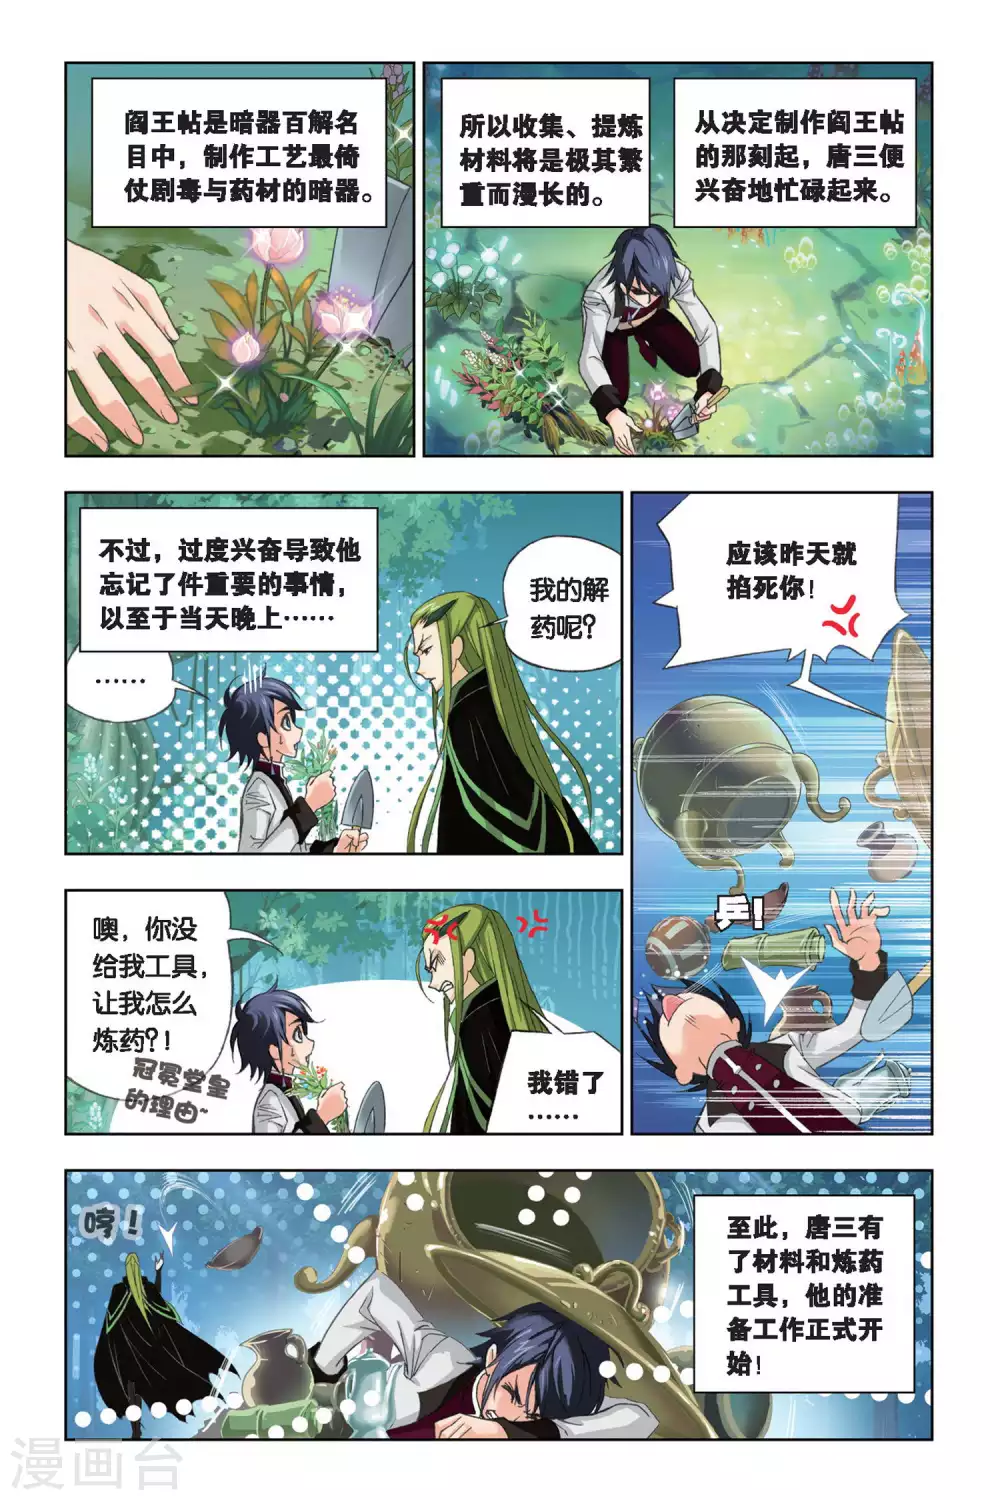 阎王帖是暗器百解名
目中，制作工艺最倚
仗剧毒与药材的暗器。
所以收集、提炼
材料将是极其繁
重而漫长的。
从决定制作阎王帖
的那刻起，唐三便
兴奋地忙碌起来。
不过，过度兴奋导致他
忘记了件重要的事情，
以至于当天晚上……
我的解
药呢？
……
应该昨天就
掐死你！
乓！
噢，你没
给我工具，
让我怎么
炼药？！
冠冕堂皇
的理由~
我错了
……
哼！
至此，唐三有
了材料和炼药
工具，他的准
备工作正式开
始！
漫画台